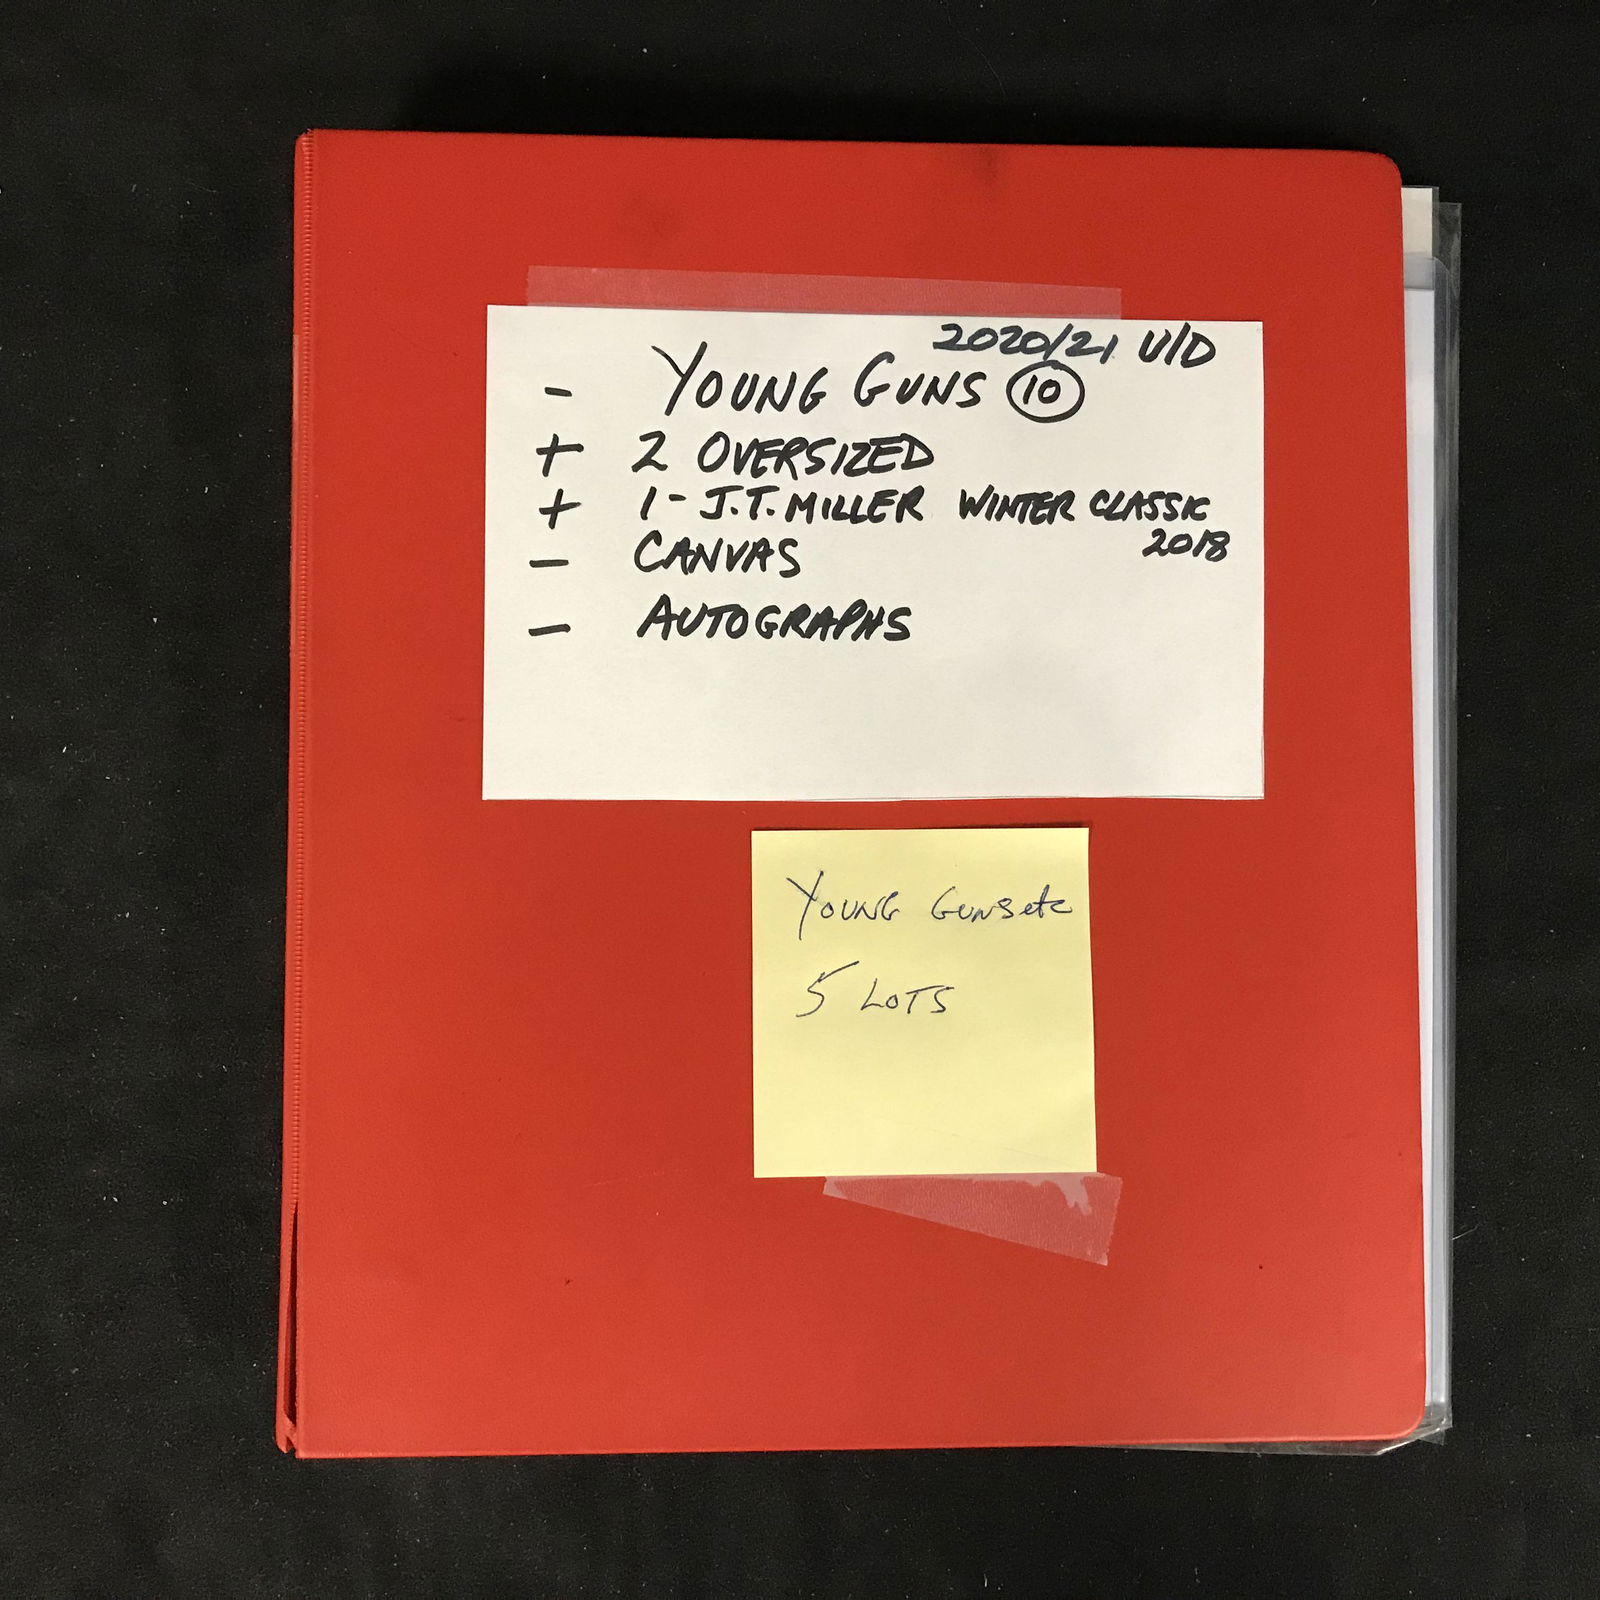 2020/21 U/D
- YOUNG GUNS 10
+ 2 OVERSIZED
+ 1- J.T. MILLER WINTER CLASSIC
2018
- CANVAS
- AUTOGRAPHS
YOUNG GUNS etc
5 LOTS